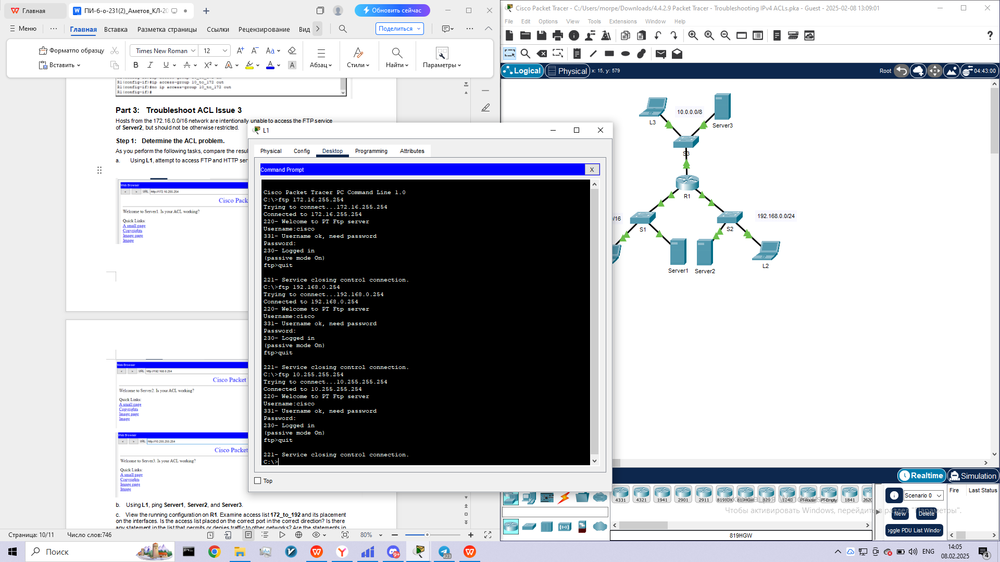 Главная
ПИ-6-о-231(2)_Аметов_КЛ-20
Обновить сейчас
Меню
Главная
Вставка
Разметка страницы
Ссылки
Рецензирование
Вид
Поделиться
Формат по образцу
Вставить
Times New Roman
12
Абзац
Стили
Найти
Параметры
R1(config-if)#ip access-group 10_to_172 out
R1(config-if)#no ip access-group 10_to_172 out
R1(config-if)#
Part 3: Troubleshoot ACL Issue 3
Hosts from the 172.16.0.0/16 network are intentionally unable to access the FTP service
of Server2, but should not be otherwise restricted.
Step 1: Determine the ACL problem.
As you perform the following tasks, compare the resul
a. Using L1, attempt to access FTP and HTTP ser
Web Browser
< > URL http://172.16.255.254
Cisco Pack
Welcome to Server1. Is your ACL working?
Quick Links:
A small page
Copyrights
Image page
Image
Web Browser
< > URL http://192.168.0.254
Cisco Packet
Welcome to Server2. Is your ACL working?
Quick Links:
A small page
Copyrights
Image page
Image
Web Browser
< > URL http://10.255.255.254
Cisco Packet
Welcome to Server3. Is your ACL working?
Quick Links:
A small page
Copyrights
Image page
Image
b. Using L1, ping Server1, Server2, and Server3.
c. View the running configuration on R1. Examine access list 172_to_192 and its placement
on the interfaces. Is the access list placed on the correct port in the correct direction? Is there
any statement in the list that permits or denies traffic to other networks? Are the statements in
Страница: 10/11
Число слов:746
80%
L1
Physical
Config
Desktop
Programming
Attributes
Command Prompt
X
Cisco Packet Tracer PC Command Line 1.0
C:\>ftp 172.16.255.254
Trying to connect...172.16.255.254
Connected to 172.16.255.254
220- Welcome to PT Ftp server
Username:cisco
331- Username ok, need password
Password:
230- Logged in
(passive mode On)
ftp>quit
221- Service closing control connection.
C:\>ftp 192.168.0.254
Trying to connect...192.168.0.254
Connected to 192.168.0.254
220- Welcome to PT Ftp server
Username:cisco
331- Username ok, need password
Password:
230- Logged in
(passive mode On)
ftp>quit
221- Service closing control connection.
C:\>ftp 10.255.255.254
Trying to connect...10.255.255.254
Connected to 10.255.255.254
220- Welcome to PT Ftp server
Username:cisco
331- Username ok, need password
Password:
230- Logged in
(passive mode On)
ftp>quit
221- Service closing control connection.
C:\>
Top
Cisco Packet Tracer - C:/Users/morpe/Downloads/4.4.2.9 Packet Tracer - Troubleshooting IPv4 ACLs.pka - Guest - 2025-02-08 13:09:01
File Edit Options View Tools Extensions Window Help
Logical
Physical
x: 15, y: 579
Root
04:43:00
10.0.0.0/8
L3
Server3
S3
R1
/16
192.168.0.0/24
S1
S2
Server1
Server2
L2
Realtime
Simulation
4331
4321
1941
2901
2911
819IOX
819HGW
829
1240
PT-Router
PT-Empty
1841
2620
819HGW
Scenario 0
New
Delete
oggle PDU List Windo
Fire
Last Status
Чтобы активировать Windows, перейдите в раздел "Параметры".
Поиск
9+
423
ENG
14:05
08.02.2025
4